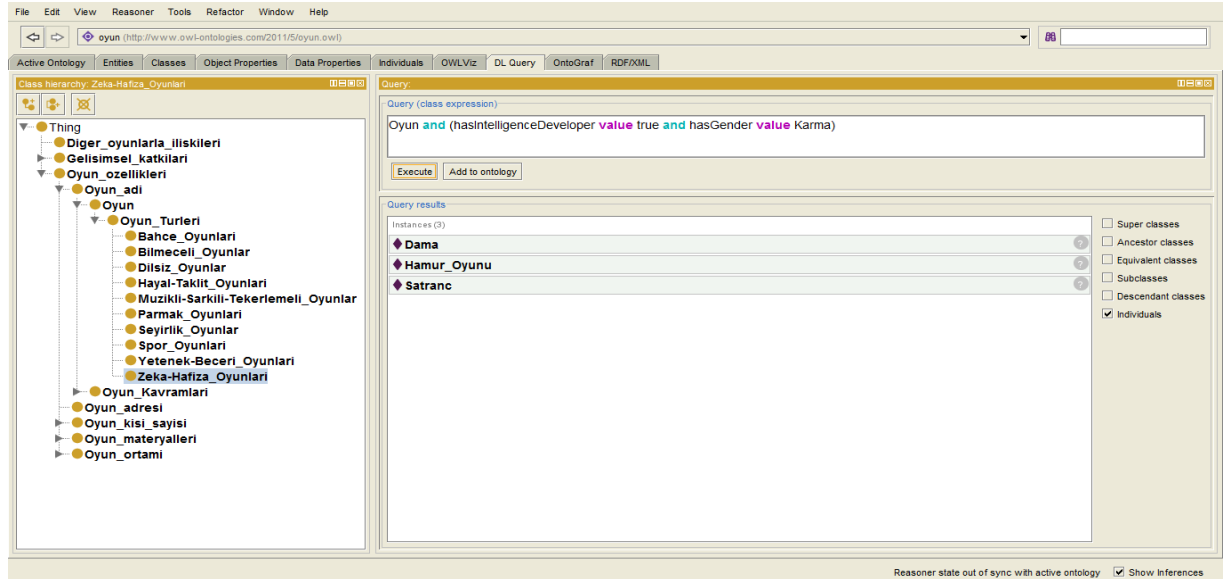 File Edit View Reasoner Tools Refactor Window Help
oyun (http://www.owl-ontologies.com/2011/5/oyun.owl)
Active Ontology Entities Classes Object Properties Data Properties Individuals OWLViz DL Query OntoGraf RDF/XML
Class hierarchy: Zeka-Hafiza_Oyunlari
Thing
Diger_oyunlarla_iliskileri
Gelisimsel_katkilari
Oyun_ozellikleri
Oyun_adi
Oyun
Oyun_Turleri
Bahce_Oyunlari
Bilmeceli_Oyunlar
Dilsiz_Oyunlar
Hayal-Taklit_Oyunlari
Muzikli-Sarkili-Tekerlemeli_Oyunlar
Parmak_Oyunlari
Seyirlik_Oyunlar
Spor_Oyunlari
Yetenek-Beceri_Oyunlari
Zeka-Hafiza_Oyunlari
Oyun_Kavramlari
Oyun_adresi
Oyun_kisi_sayisi
Oyun_materyalleri
Oyun_ortami
Query:
Query (class expression)
Oyun and (hasIntelligenceDeveloper value true and hasGender value Karma)
Execute Add to ontology
Query results
Instances (3)
Dama ?
Hamur_Oyunu ?
Satranc ?
Super classes
Ancestor classes
Equivalent classes
Subclasses
Descendant classes
Individuals
Reasoner state out of sync with active ontology Show Inferences